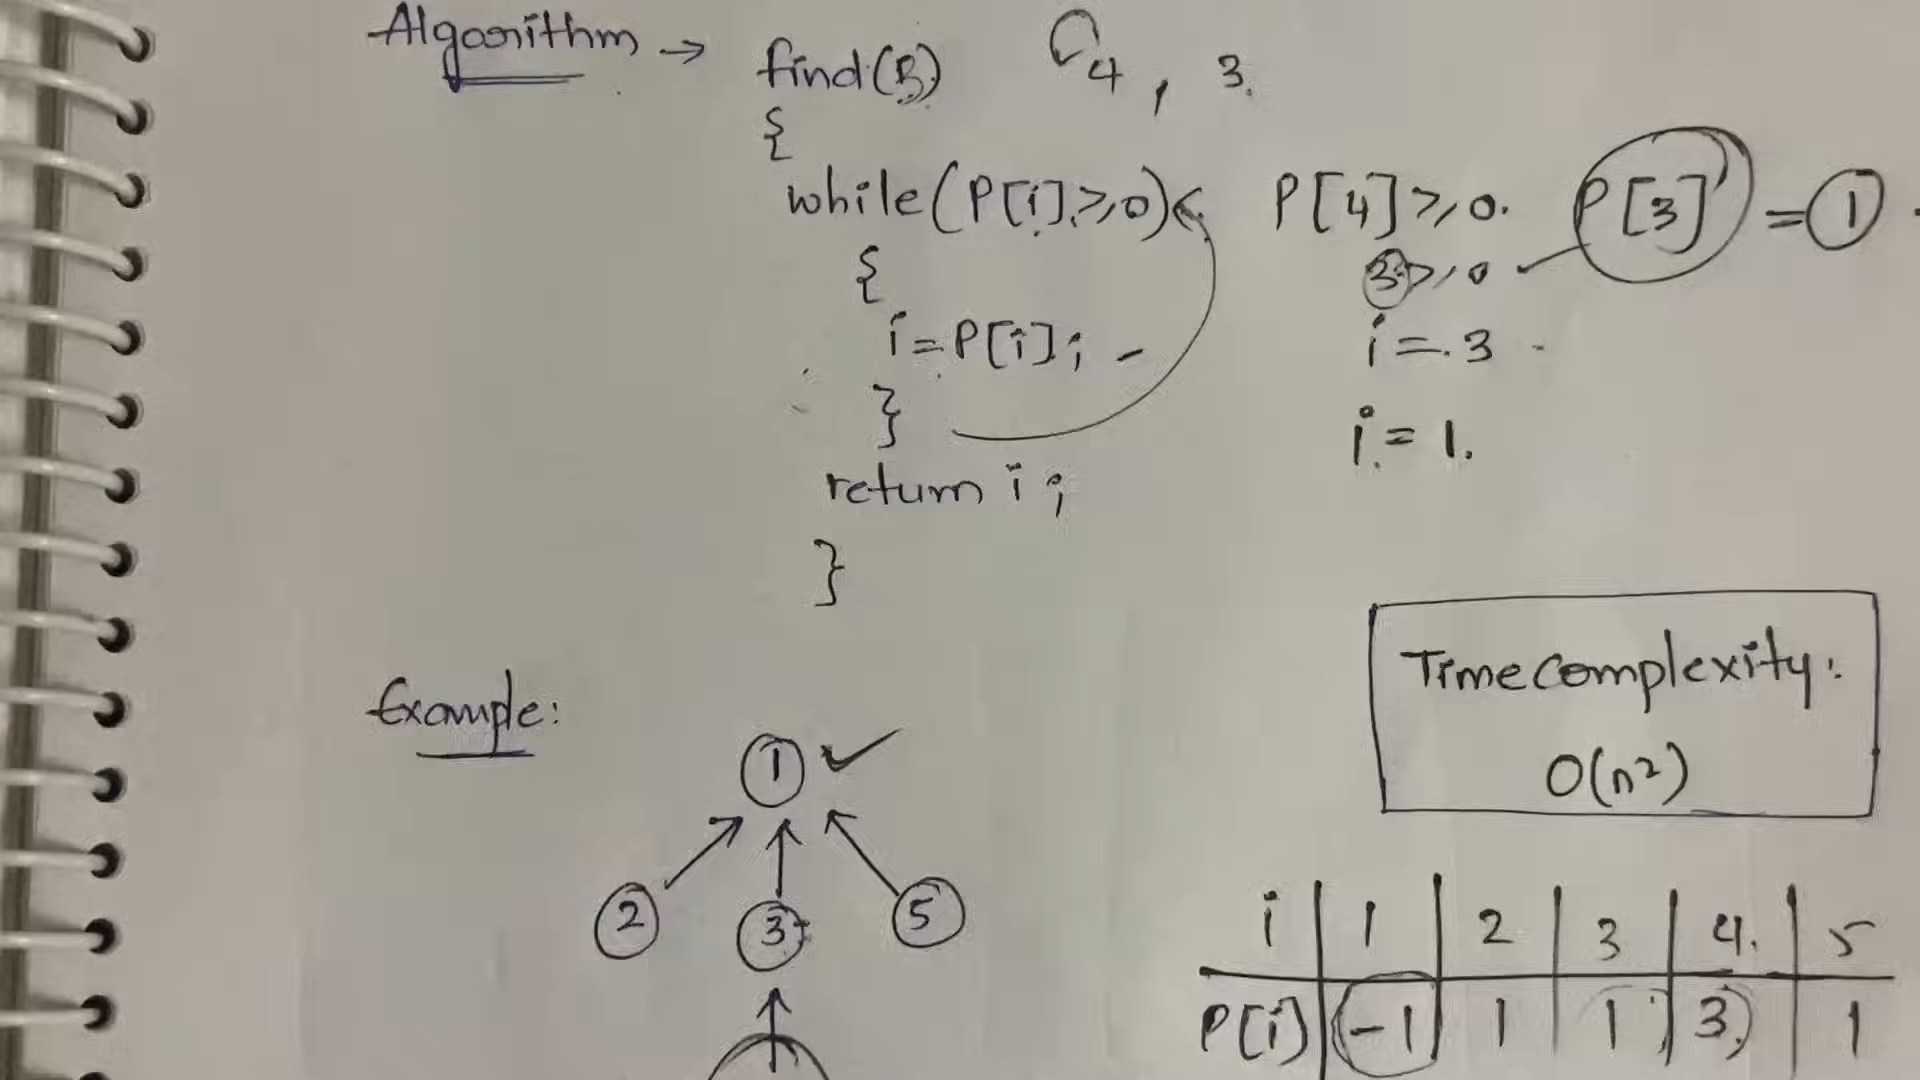 Algorithm → find(i) 4, 3.
{
while(P[i]≥0) P[4]≥0. P[3] = 1
{ 3≥0
i=P[i]; i=3
} i=1.
return i;
}
Time complexity:
O(n²)
Example:
1
2 3 5
i 1 2 3 4. 5
P[i] -1 1 1 3 1